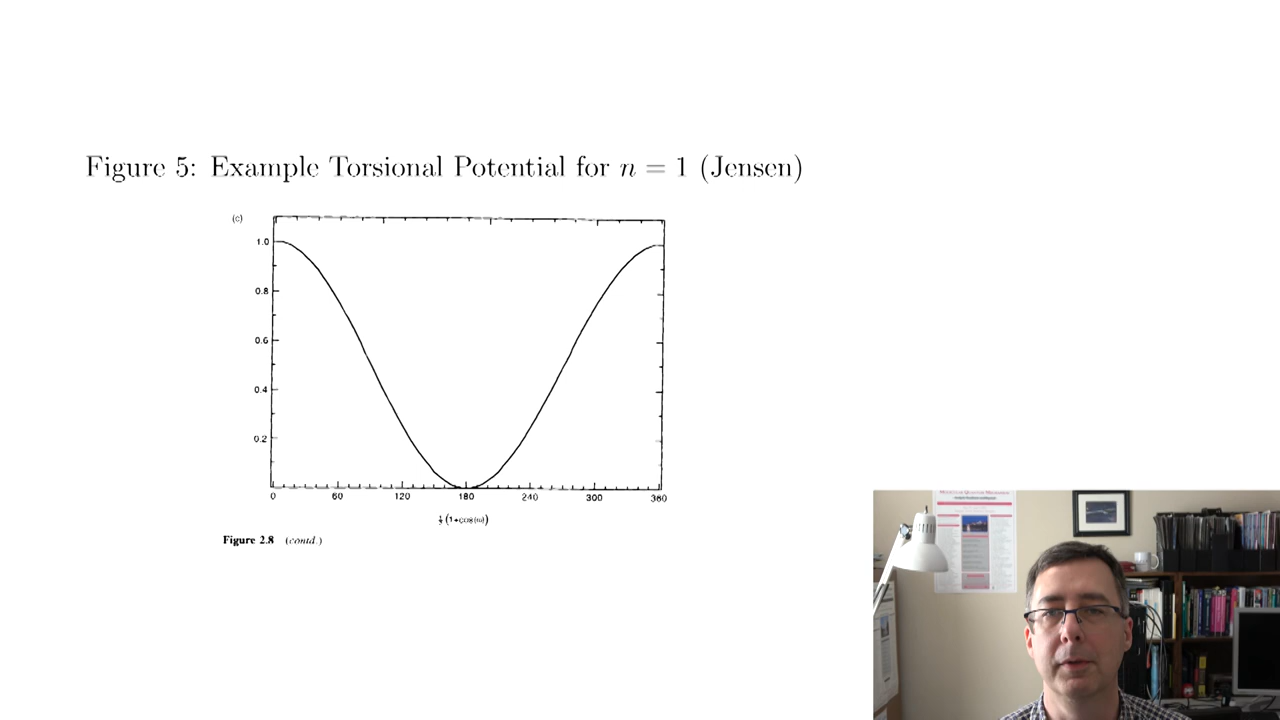 Figure 5: Example Torsional Potential for n = 1 (Jensen)
(c)
1.0
0.8
0.6
0.4
0.2
0 60 120 180 240 300 360
½ (1+cos(ω))
Figure 2.8 (contd.)